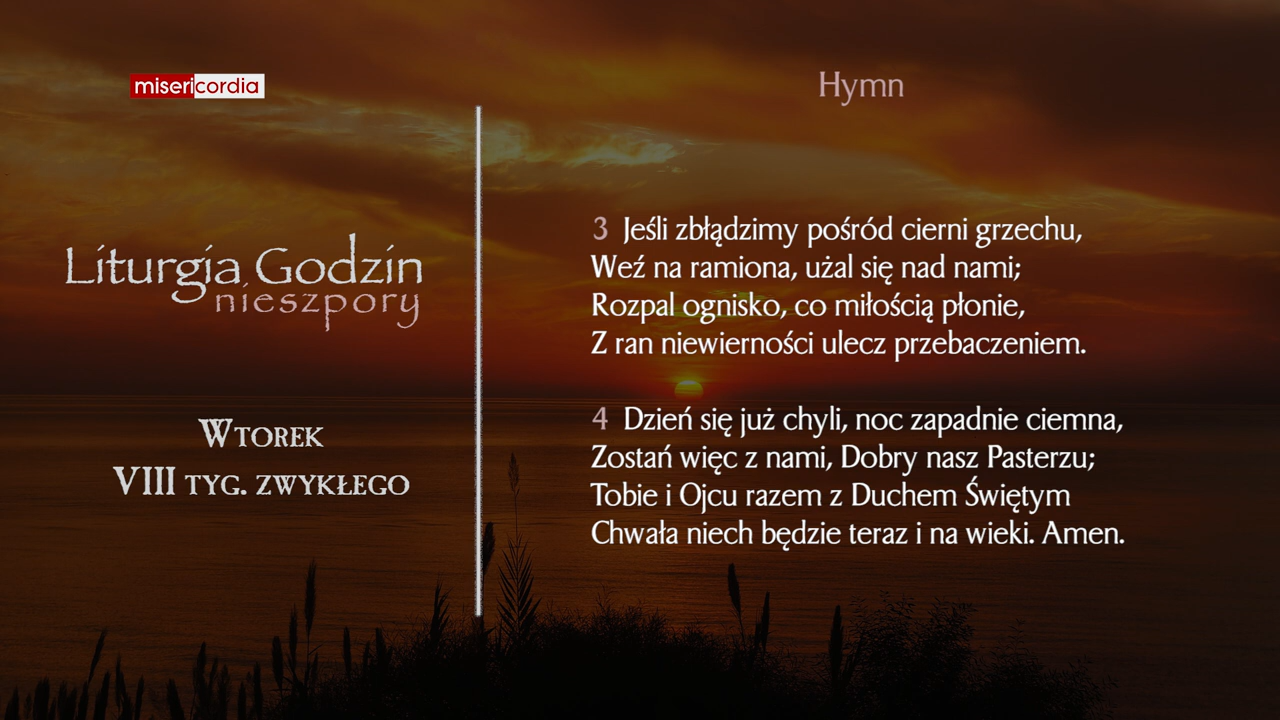 misericordia
Liturgia Godzin
nieszpory
Wtorek
VIII tyg. zwykłego
Hymn
3 Jeśli zbłądzimy pośród cierni grzechu,
Weź na ramiona, użal się nad nami;
Rozpal ognisko, co miłością płonie,
Z ran niewierności ulecz przebaczeniem.
4 Dzień się już chyli, noc zapadnie ciemna,
Zostań więc z nami, Dobry nasz Pasterzu;
Tobie i Ojcu razem z Duchem Świętym
Chwała niech będzie teraz i na wieki. Amen.